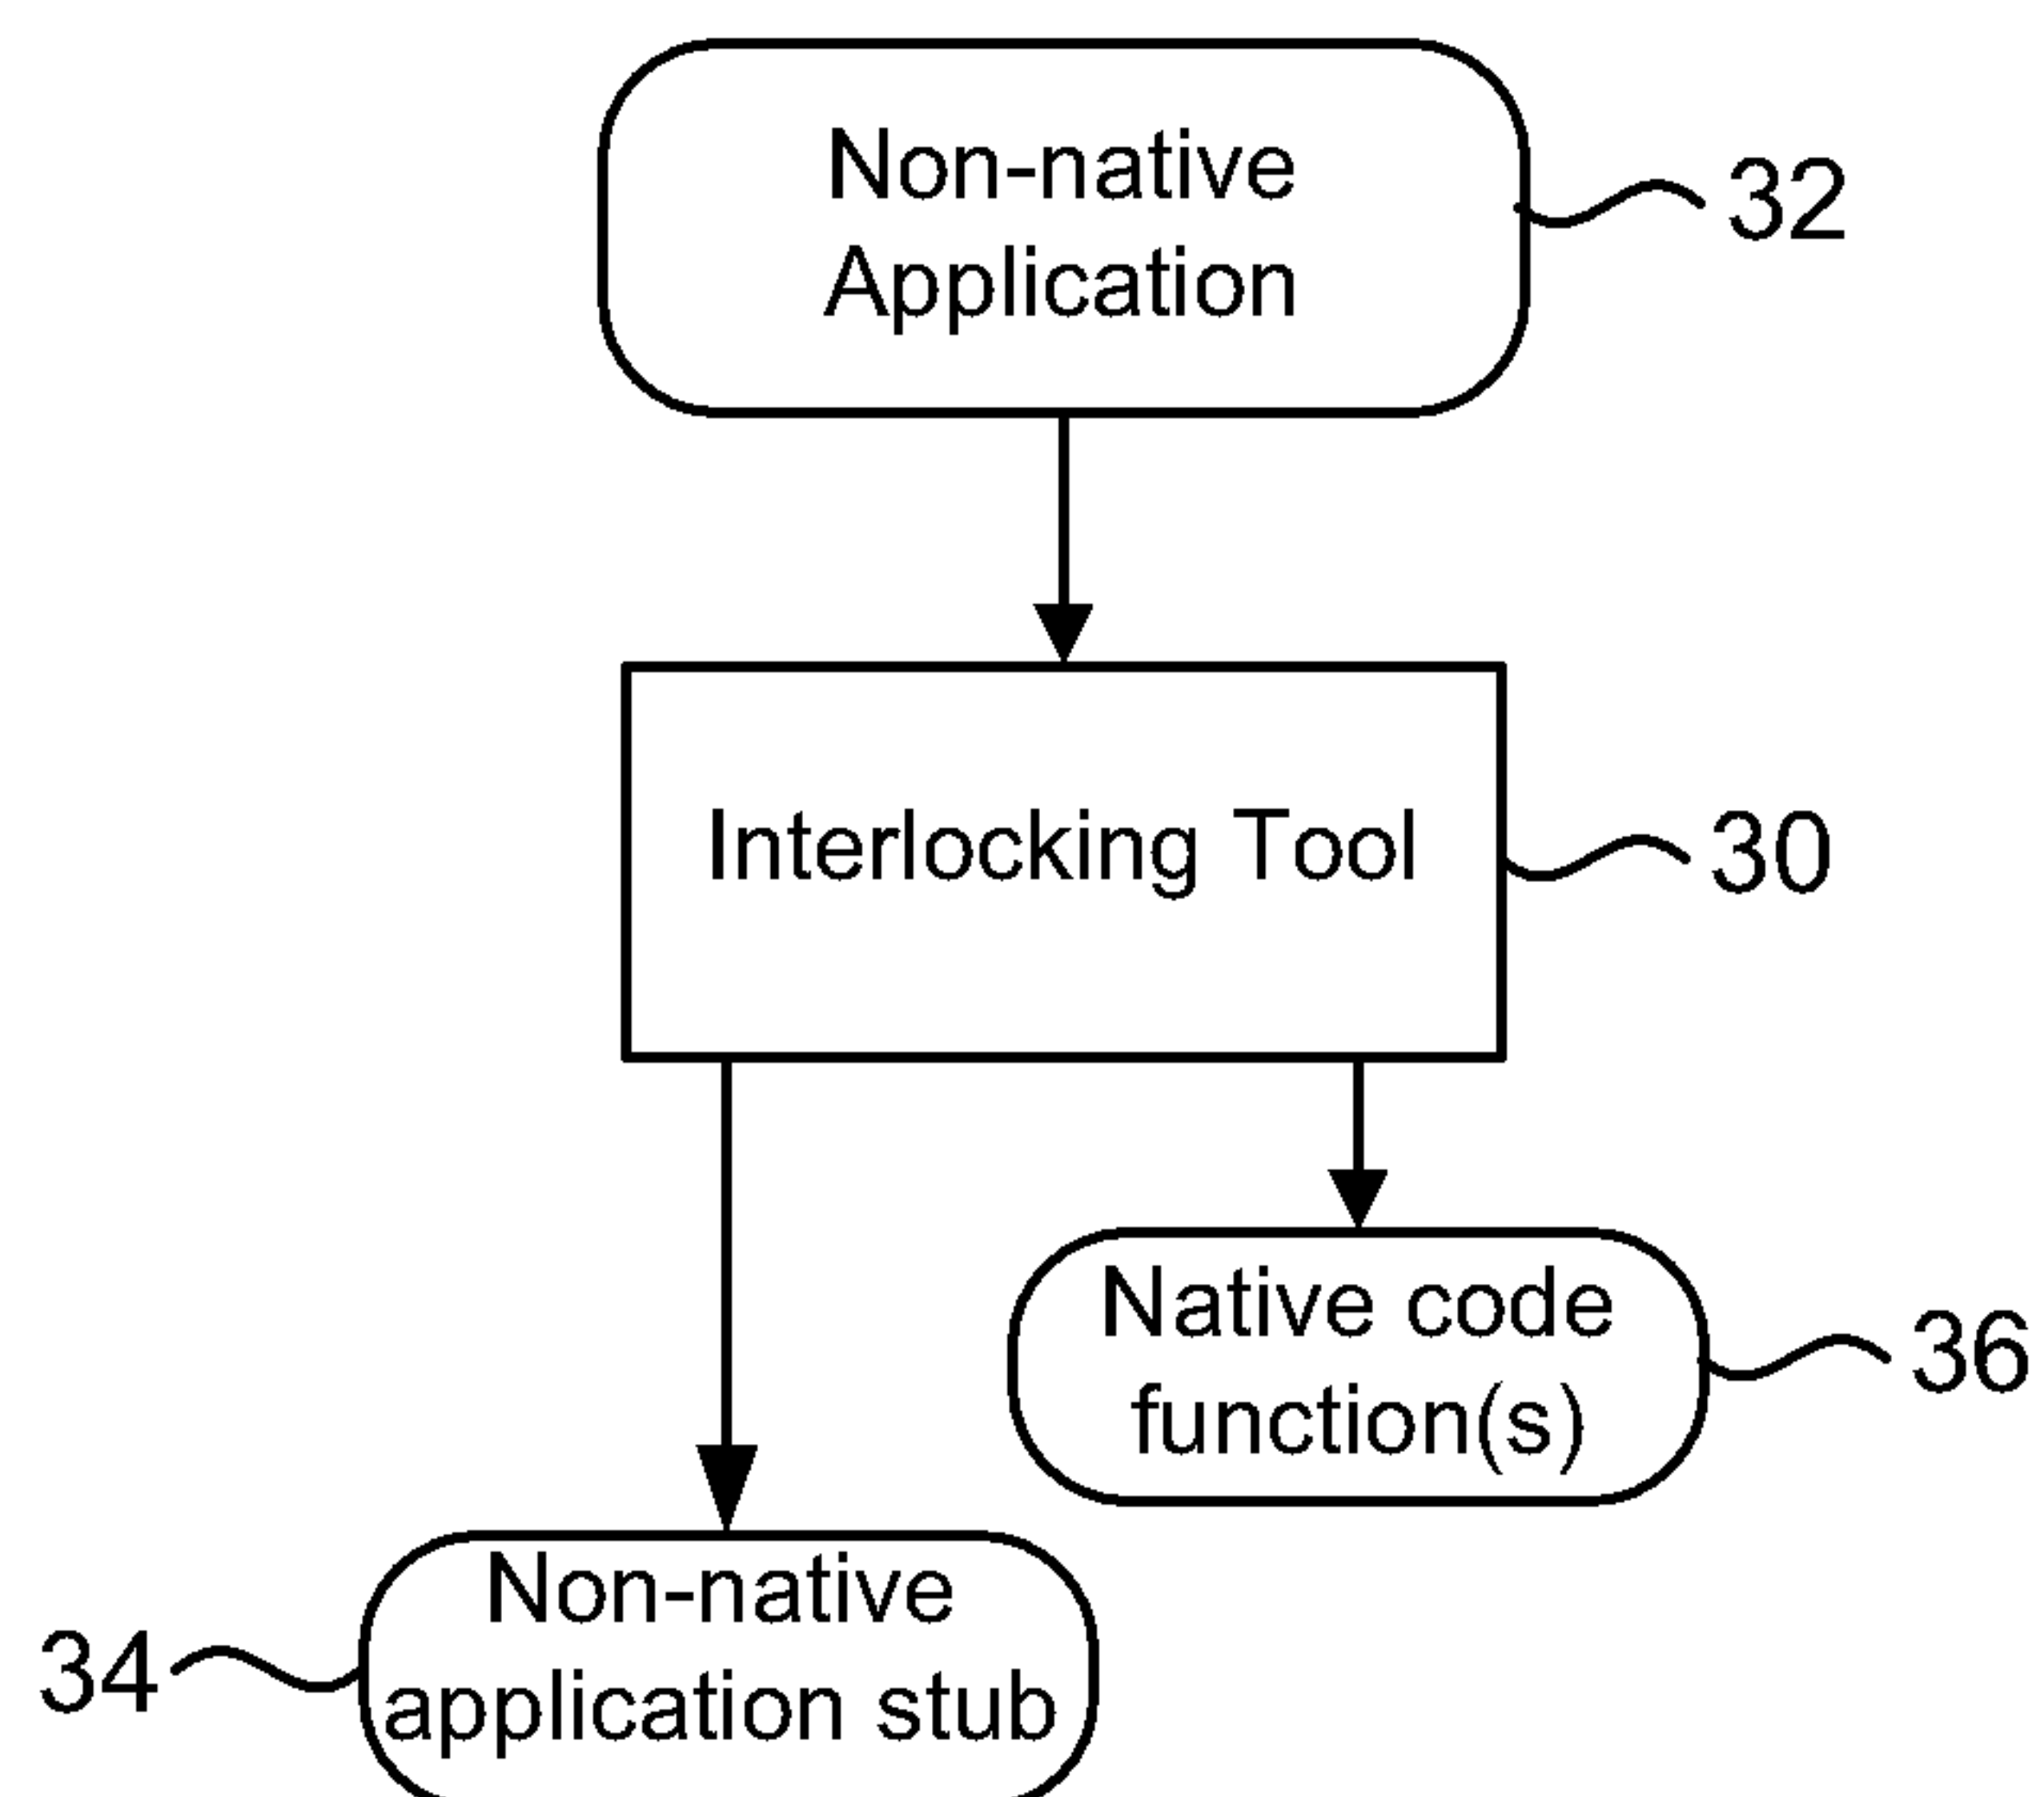 Non-native
Application
32
Interlocking Tool
30
Native code
function(s)
36
Non-native
application stub
34